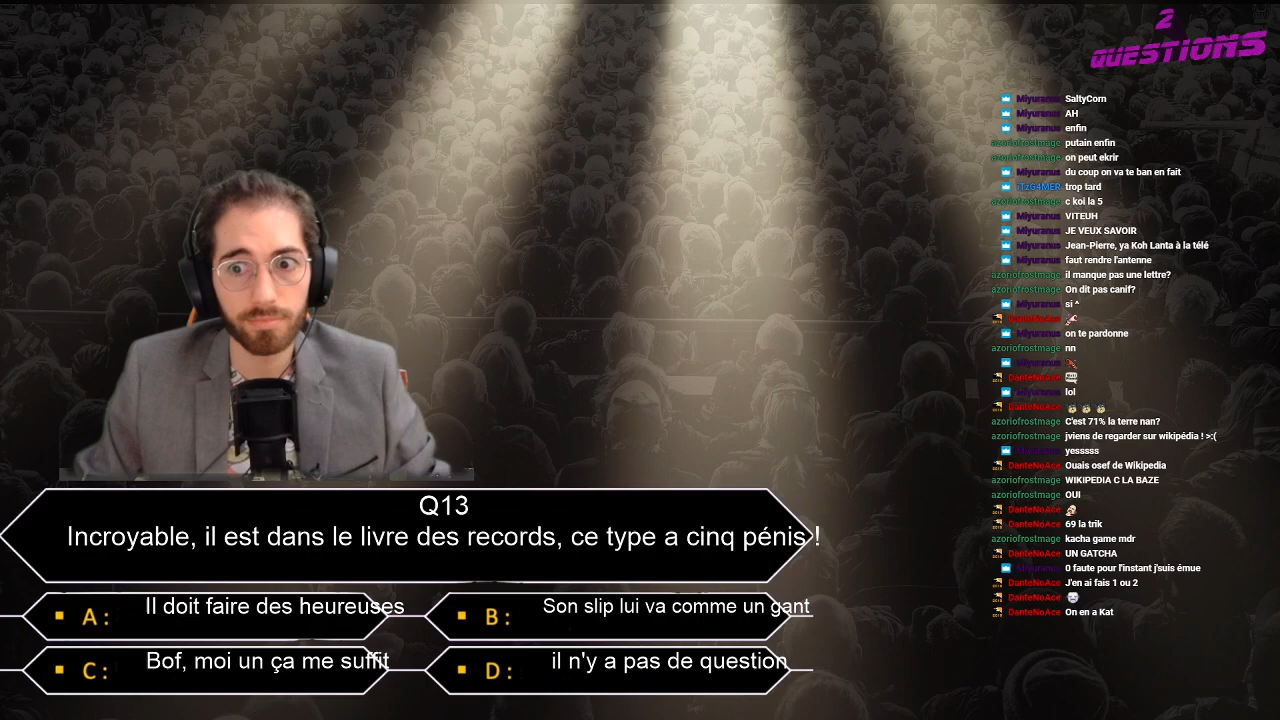 2
QUESTIONS
Miyuranus SaltyCorn
Miyuranus AH
Miyuranus enfin
azoriofrostmage putain enfin
azoriofrostmage on peut ekrir
Miyuranus du coup on va te ban en fait
iTzG4MER trop tard
azoriofrostmage c koi la 5
Miyuranus VITEUH
Miyuranus JE VEUX SAVOIR
Miyuranus Jean-Pierre, ya Koh Lanta à la télé
Miyuranus faut rendre l'antenne
azoriofrostmage il manque pas une lettre?
azoriofrostmage On dit pas canif?
Miyuranus si ^
DanteNoAce
Miyuranus on te pardonne
azoriofrostmage nn
Miyuranus
DanteNoAce
Miyuranus lol
DanteNoAce
azoriofrostmage C'est 71% la terre nan?
azoriofrostmage jviens de regarder sur wikipédia ! >:(
Miyuranus yesssss
DanteNoAce Ouais osef de Wikipedia
azoriofrostmage WIKIPEDIA C LA BAZE
azoriofrostmage OUI
DanteNoAce
DanteNoAce 69 la trik
azoriofrostmage kacha game mdr
DanteNoAce UN GATCHA
Miyuranus 0 faute pour l'instant j'suis émue
DanteNoAce J'en ai fais 1 ou 2
DanteNoAce
DanteNoAce On en a Kat
Q13
Incroyable, il est dans le livre des records, ce type a cinq pénis !
A : Il doit faire des heureuses
B : Son slip lui va comme un gant
C : Bof, moi un ça me suffit
D : il n'y a pas de question